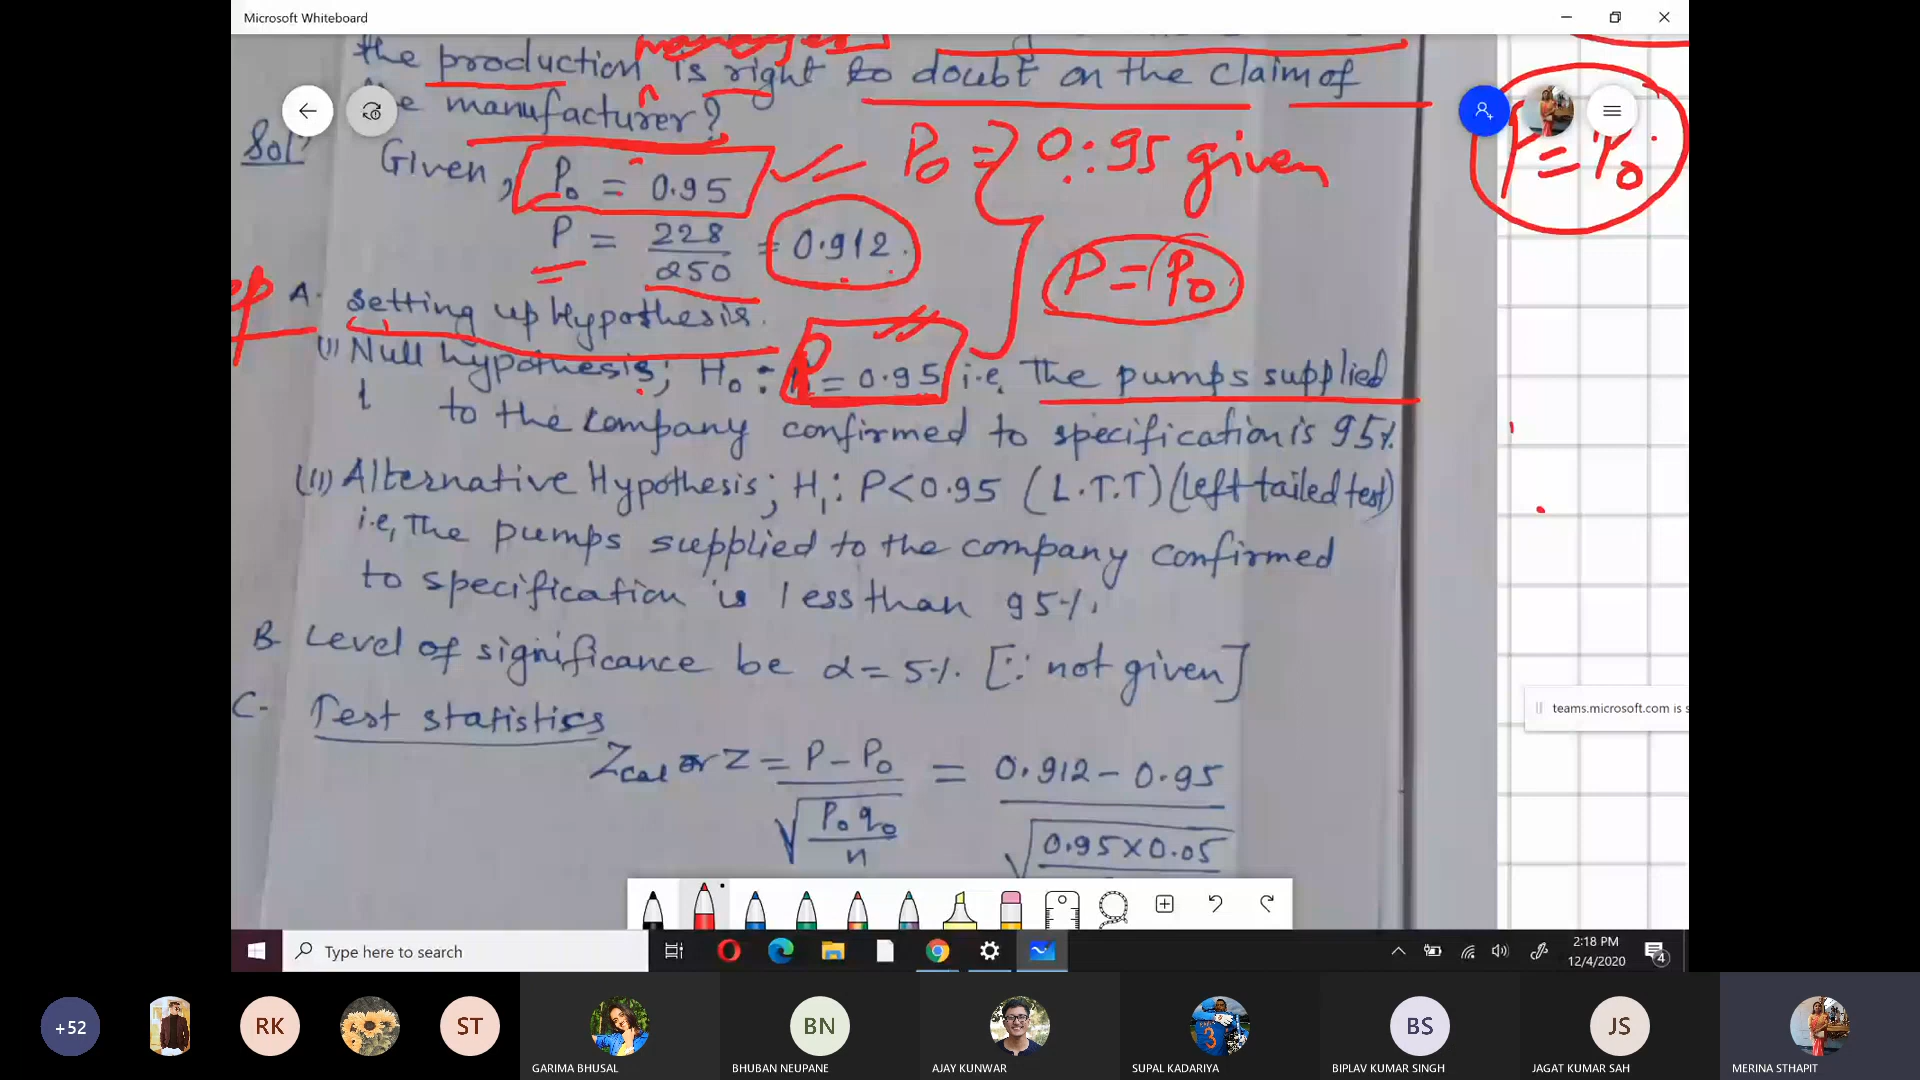 Microsoft Whiteboard
the production is right to doubt on the claim of
manufacturer?
Solⁿ Given, P₀ = 0.95
P₀ = 0.95 given
P = P₀
P = 228/250 = 0.912
P = P₀
A. setting up Hypothesis.
(i) Null hypothesis; H₀ : P = 0.95 i.e, The pumps supplied
to the company confirmed to specification is 95%.
(ii) Alternative Hypothesis; H₁: P<0.95 (L.T.T) (left tailed test)
i.e, The pumps supplied to the company confirmed
to specification is less than 95%.
B. Level of significance be α = 5%. [∵ not given]
C- Test statistics
Zcal or Z = P - P₀ / √(P₀ q₀ / n) = 0.912 - 0.95 / √(0.95×0.05
teams.microsoft.com is s
Type here to search
2:18 PM
12/4/2020
4
+52
RK
ST
BN
BS
JS
GARIMA BHUSAL
BHUBAN NEUPANE
AJAY KUNWAR
SUPAL KADARIYA
BIPLAV KUMAR SINGH
JAGAT KUMAR SAH
MERINA STHAPIT